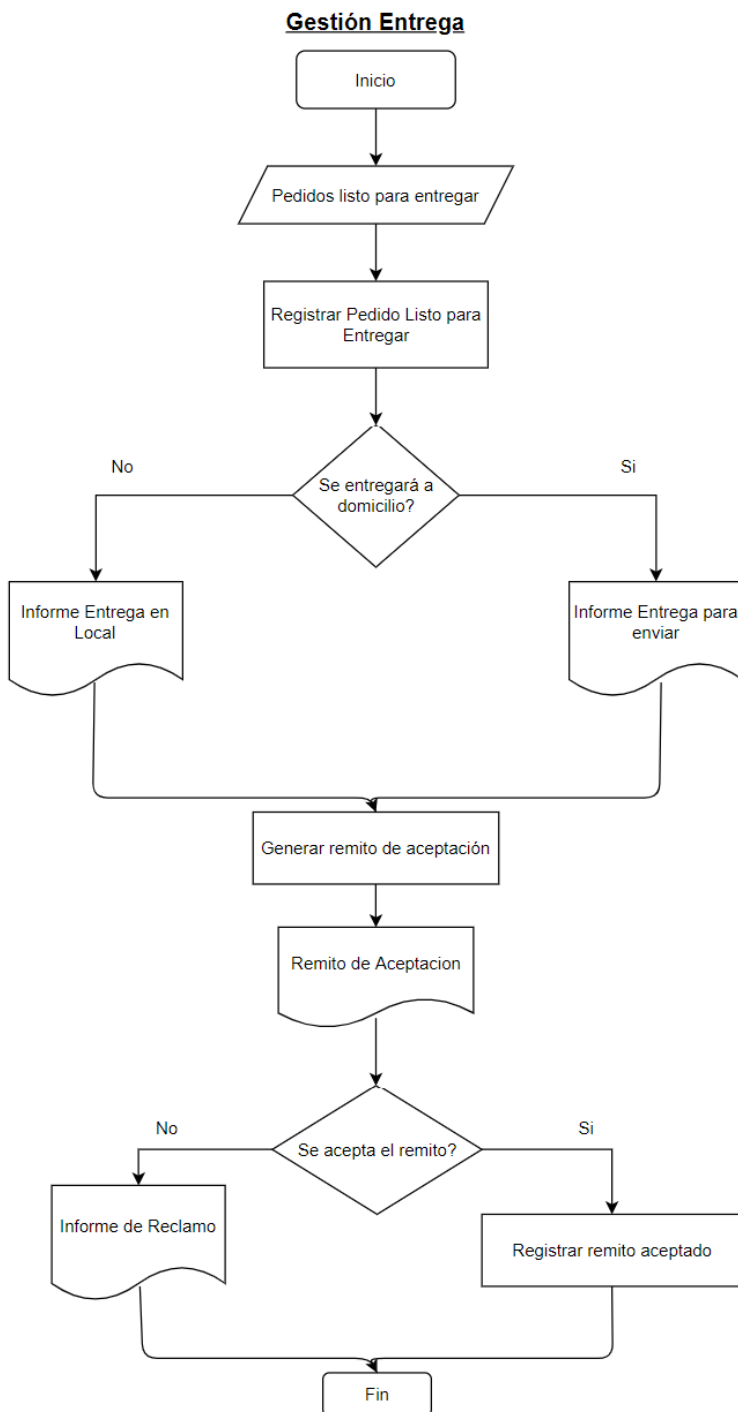 Gestión Entrega
Inicio
Pedidos listo para entregar
Registrar Pedido Listo para
Entregar
Se entregará a
domicilio?
No
Si
Informe Entrega en
Local
Informe Entrega para
enviar
Generar remito de aceptación
Remito de Aceptacion
Se acepta el remito?
No
Si
Informe de Reclamo
Registrar remito aceptado
Fin